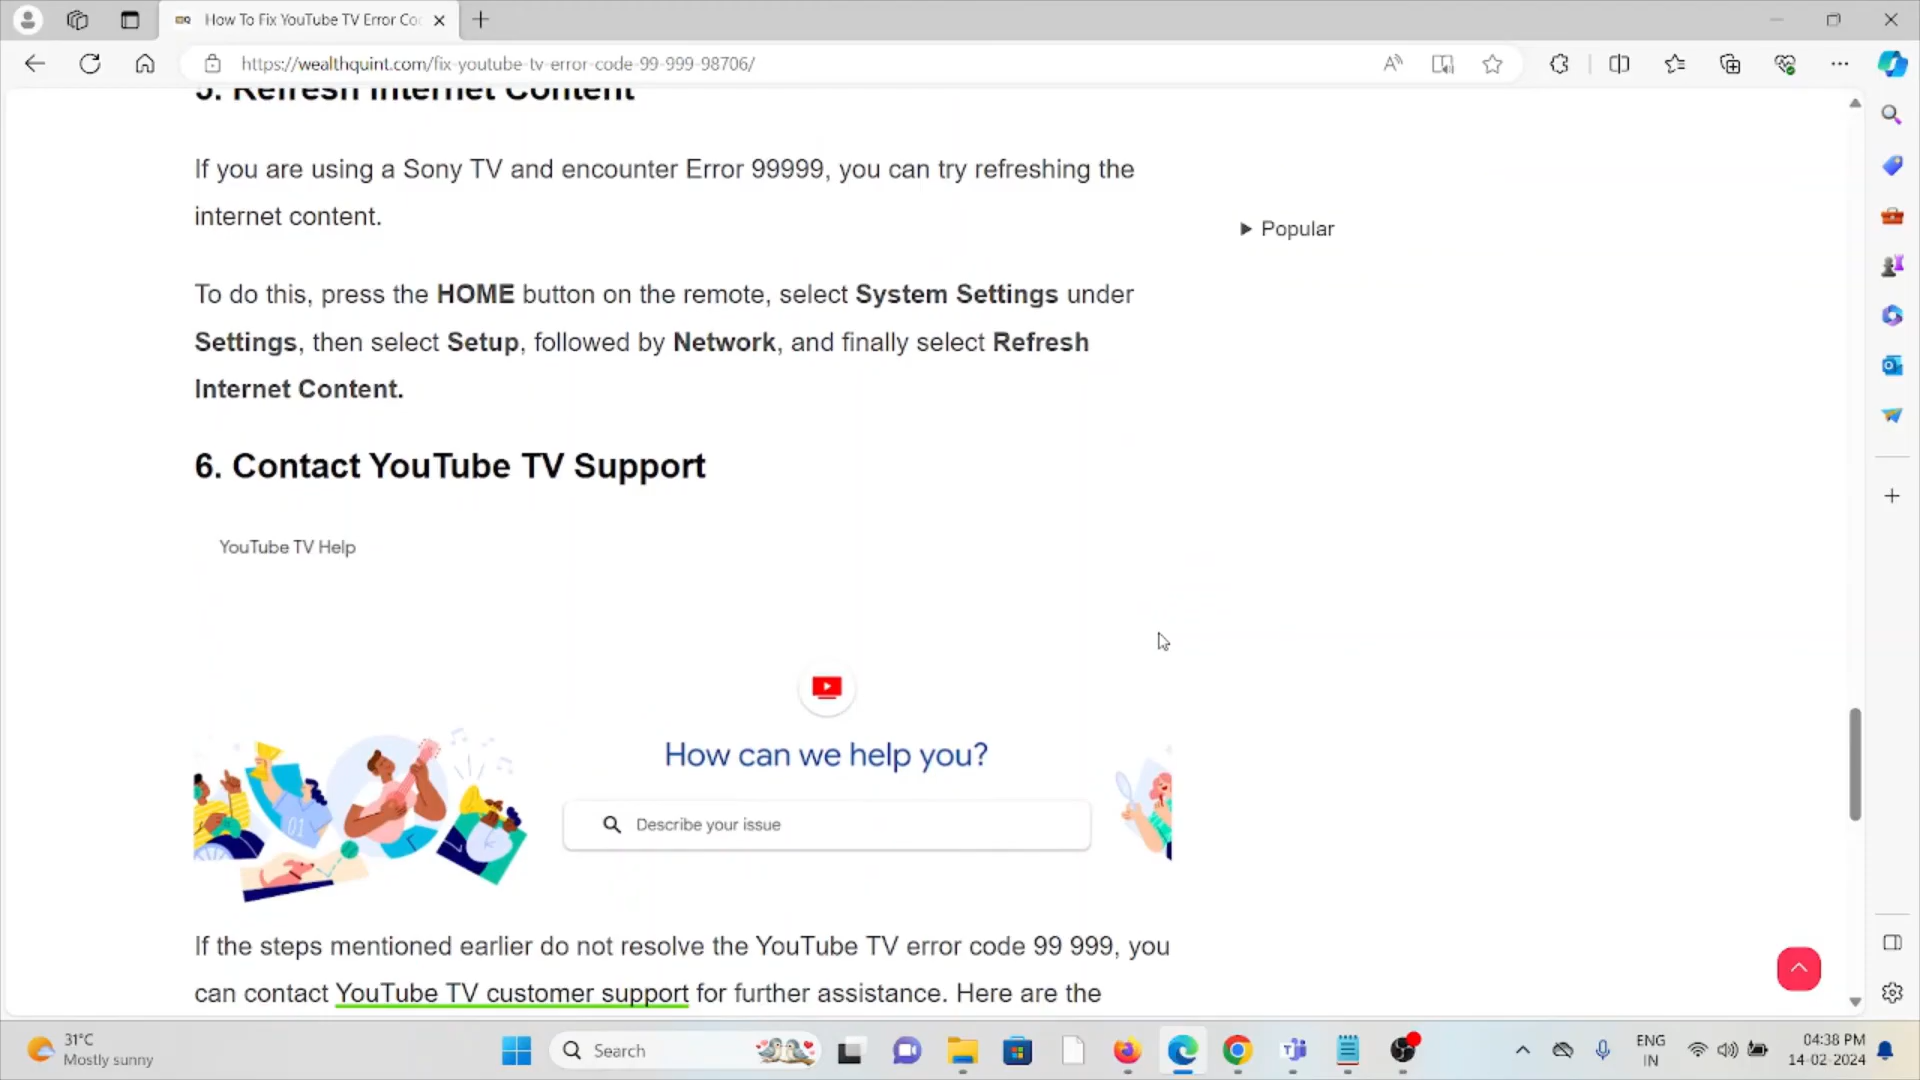 How To Fix YouTube TV Error Co
https://wealthquint.com/fix-youtube-tv-error-code-99-999-98706/
5. Refresh Internet Content
If you are using a Sony TV and encounter Error 99999, you can try refreshing the
internet content.
Popular
To do this, press the HOME button on the remote, select System Settings under
Settings, then select Setup, followed by Network, and finally select Refresh
Internet Content.
6. Contact YouTube TV Support
YouTube TV Help
How can we help you?
01
Describe your issue
If the steps mentioned earlier do not resolve the YouTube TV error code 99 999, you
can contact YouTube TV customer support for further assistance. Here are the
31°C
Mostly sunny
Search
ENG
IN
04:38 PM
14-02-2024